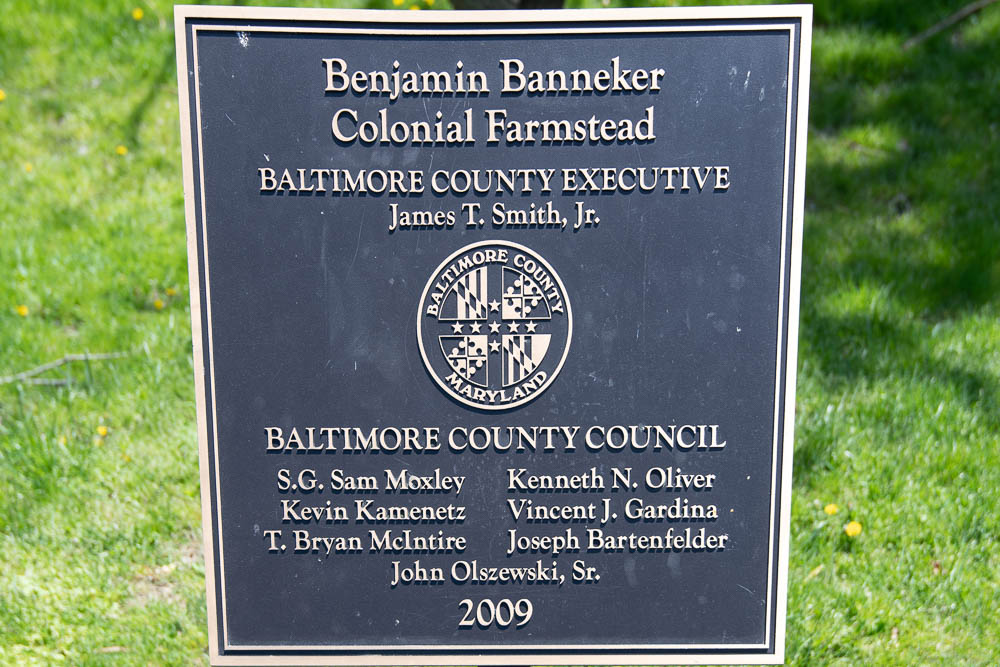 Benjamin Banneker
Colonial Farmstead
BALTIMORE COUNTY EXECUTIVE
James T. Smith, Jr.
BALTIMORE COUNTY
MARYLAND
BALTIMORE COUNTY COUNCIL
S.G. Sam Moxley Kenneth N. Oliver
Kevin Kamenetz Vincent J. Gardina
T. Bryan McIntire Joseph Bartenfelder
John Olszewski, Sr.
2009